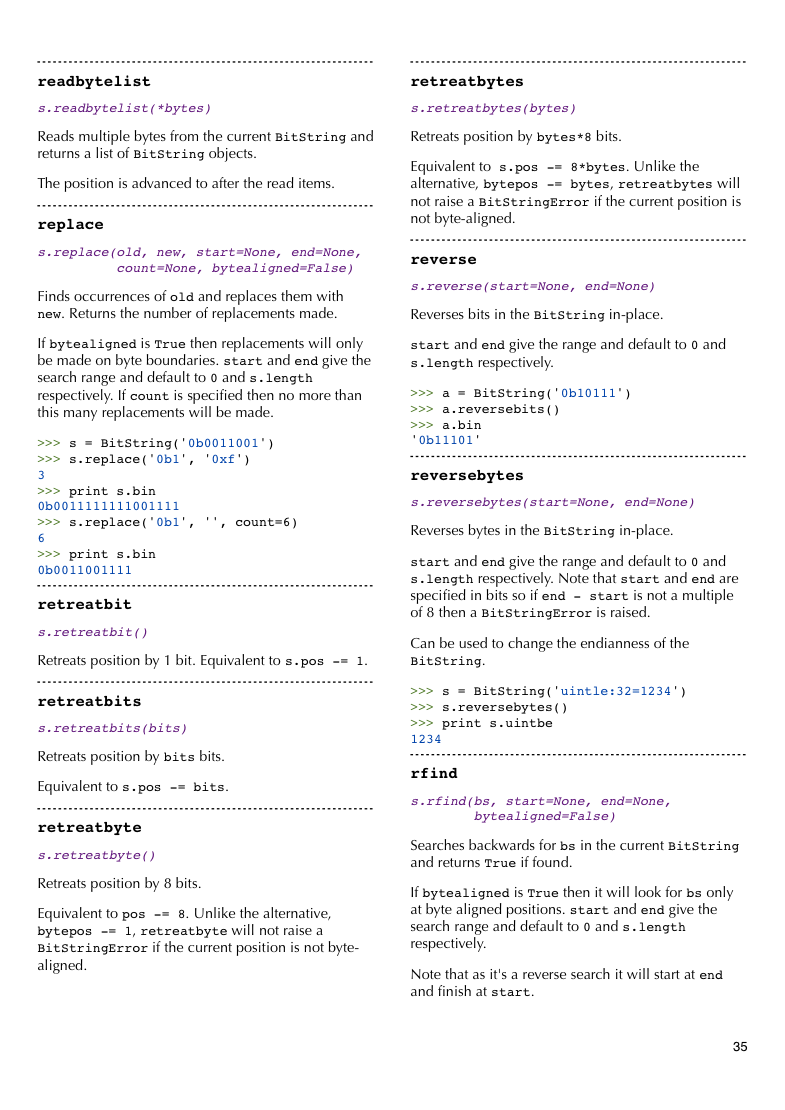 readbytelist
s.readbytelist(*bytes)
Reads multiple bytes from the current BitString and
returns a list of BitString objects.
The position is advanced to after the read items.
replace
s.replace(old, new, start=None, end=None,
count=None, bytealigned=False)
Finds occurrences of old and replaces them with
new. Returns the number of replacements made.
If bytealigned is True then replacements will only
be made on byte boundaries. start and end give the
search range and default to 0 and s.length
respectively. If count is specified then no more than
this many replacements will be made.
>>> s = BitString('0b0011001')
>>> s.replace('0b1', '0xf')
3
>>> print s.bin
0b0011111111001111
>>> s.replace('0b1', '', count=6)
6
>>> print s.bin
0b0011001111
retreatbit
s.retreatbit()
Retreats position by 1 bit. Equivalent to s.pos -= 1.
retreatbits
s.retreatbits(bits)
Retreats position by bits bits.
Equivalent to s.pos -= bits.
retreatbyte
s.retreatbyte()
Retreats position by 8 bits.
Equivalent to pos -= 8. Unlike the alternative,
bytepos -= 1, retreatbyte will not raise a
BitStringError if the current position is not byte-
aligned.
retreatbytes
s.retreatbytes(bytes)
Retreats position by bytes*8 bits.
Equivalent to s.pos -= 8*bytes. Unlike the
alternative, bytepos -= bytes, retreatbytes will
not raise a BitStringError if the current position is
not byte-aligned.
reverse
s.reverse(start=None, end=None)
Reverses bits in the BitString in-place.
start and end give the range and default to 0 and
s.length respectively.
>>> a = BitString('0b10111')
>>> a.reversebits()
>>> a.bin
'0b11101'
reversebytes
s.reversebytes(start=None, end=None)
Reverses bytes in the BitString in-place.
start and end give the range and default to 0 and
s.length respectively. Note that start and end are
specified in bits so if end - start is not a multiple
of 8 then a BitStringError is raised.
Can be used to change the endianness of the
BitString.
>>> s = BitString('uintle:32=1234')
>>> s.reversebytes()
>>> print s.uintbe
1234
rfind
s.rfind(bs, start=None, end=None,
bytealigned=False)
Searches backwards for bs in the current BitString
and returns True if found.
If bytealigned is True then it will look for bs only
at byte aligned positions. start and end give the
search range and default to 0 and s.length
respectively.
Note that as it's a reverse search it will start at end
and finish at start.
35